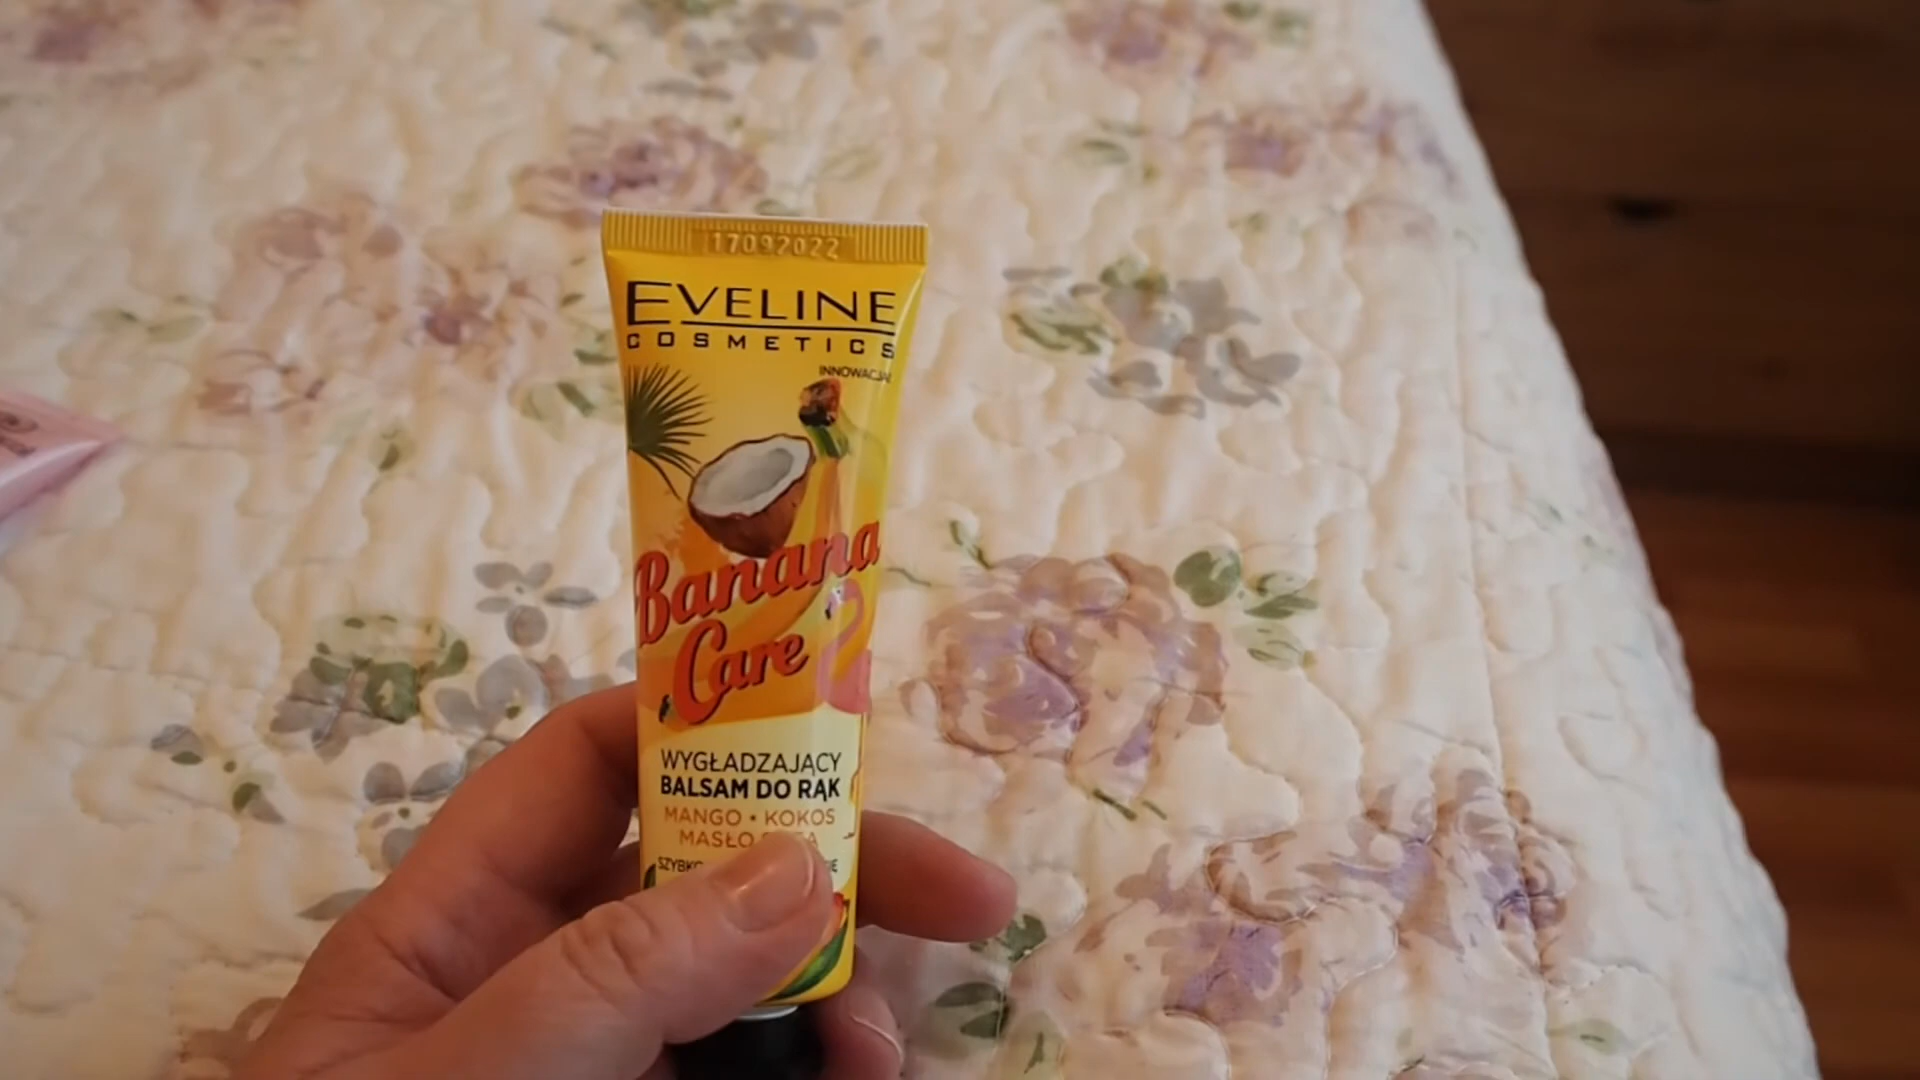 17092022
EVELINE
COSMETICS
INNOWACJA!
Banana
Care
WYGŁADZAJĄCY
BALSAM DO RĄK
MANGO • KOKOS
MASŁO